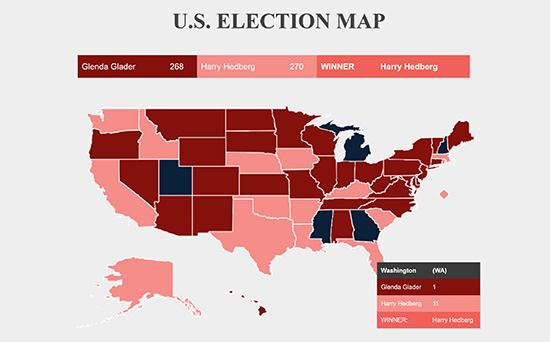 U.S. ELECTION MAP
Glenda Glader 268 Harry Hedberg 270 WINNER Harry Hedberg
Washington (WA)
Glenda Glader 1
Harry Hedberg 11
WINNER: Harry Hedberg